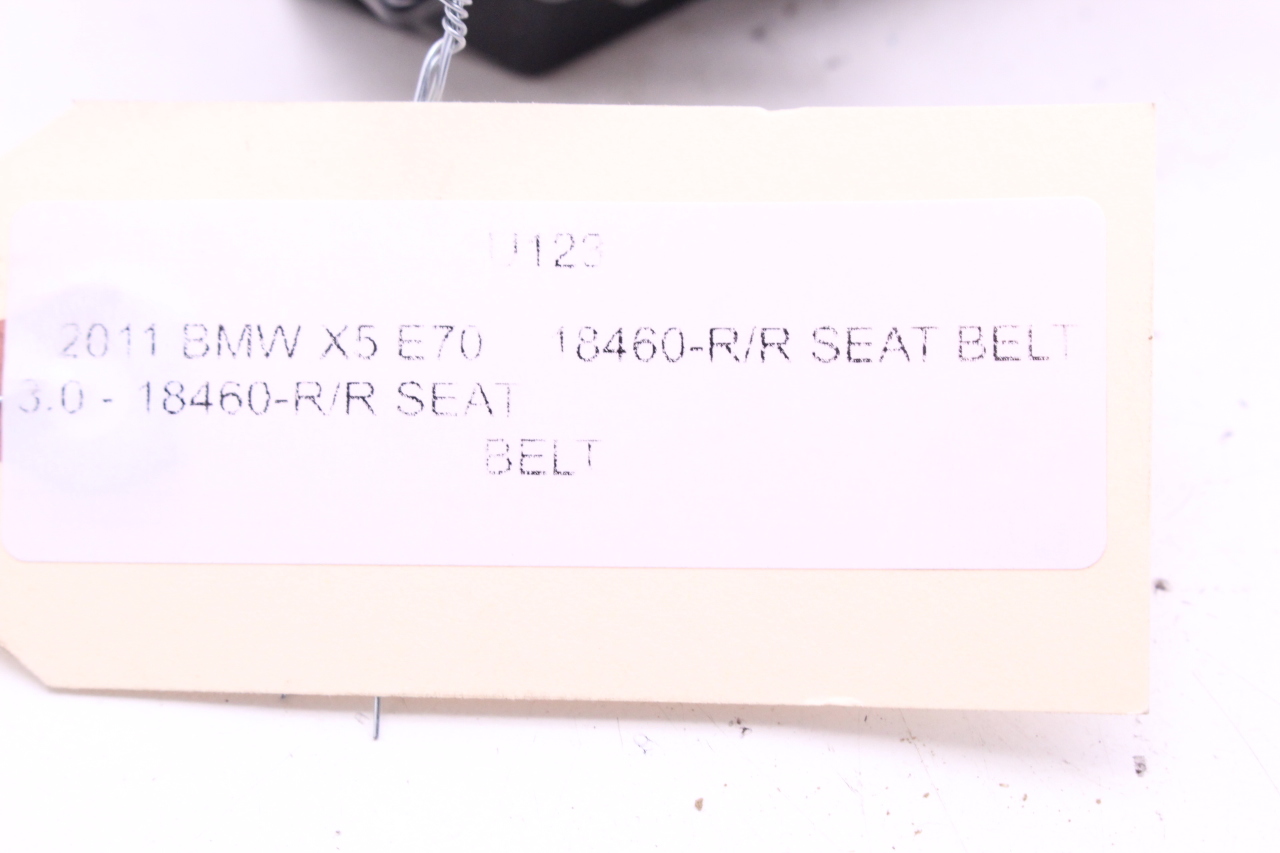 U123
2011 BMW X5 E70 18460-R/R SEAT BELT
3.0 - 18460-R/R SEAT
BELT